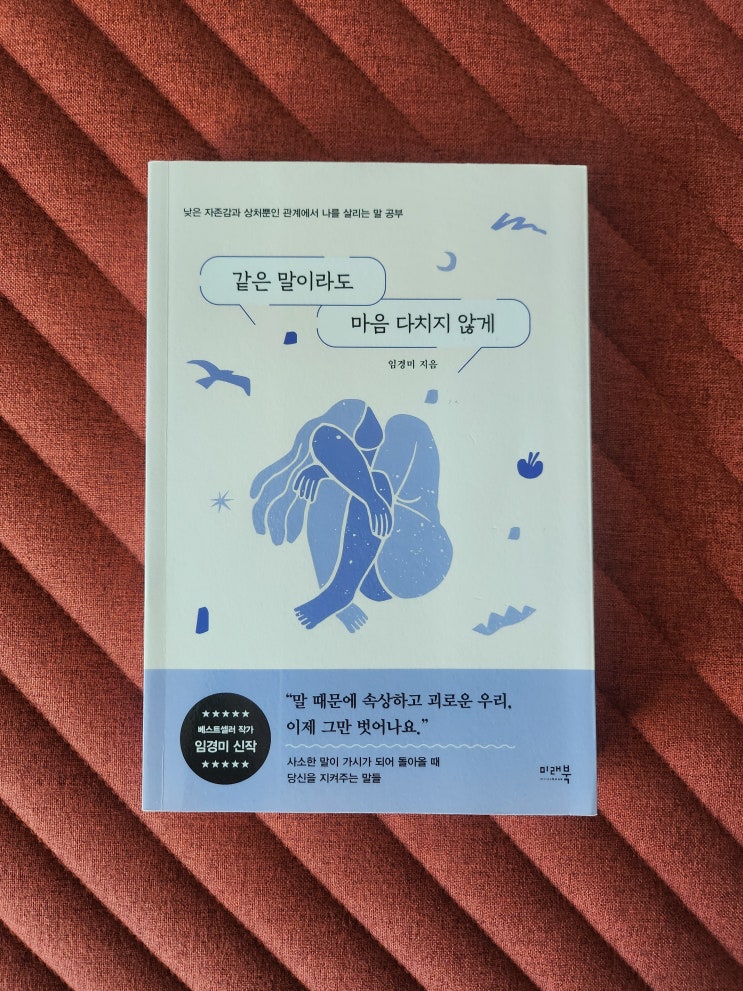 낮은 자존감과 상처뿐인 관계에서 나를 살리는 말 공부
같은 말이라도
마음 다치지 않게
임경미 지음
“말 때문에 속상하고 괴로운 우리,
이제 그만 벗어나요.”
베스트셀러 작가
임경미 신작
사소한 말이 가시가 되어 돌아올 때
당신을 지켜주는 말들
미래북